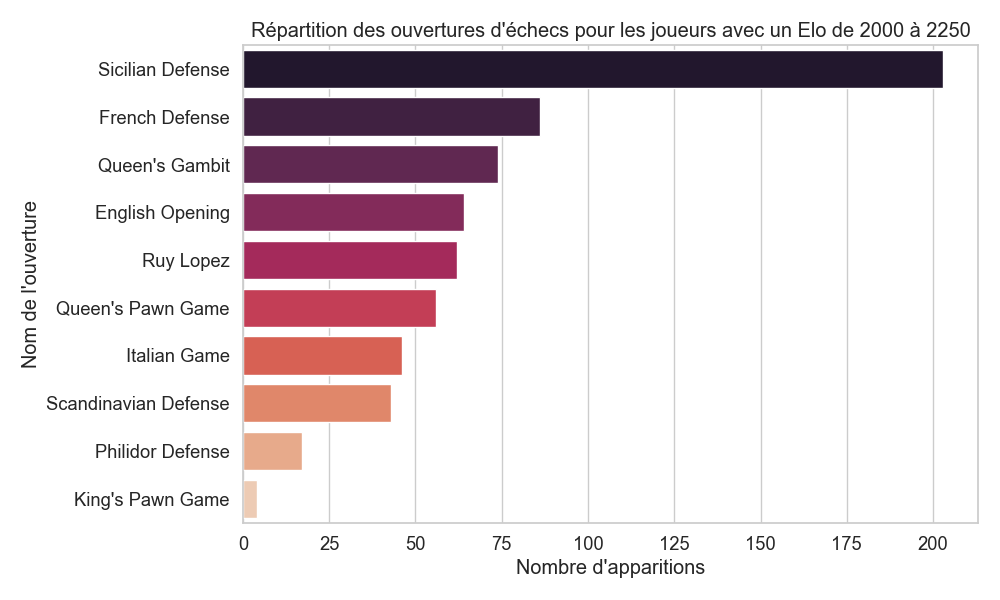 Répartition des ouvertures d'échecs pour les joueurs avec un Elo de 2000 à 2250
Nom de l'ouverture
Sicilian Defense
French Defense
Queen's Gambit
English Opening
Ruy Lopez
Queen's Pawn Game
Italian Game
Scandinavian Defense
Philidor Defense
King's Pawn Game
0 25 50 75 100 125 150 175 200
Nombre d'apparitions